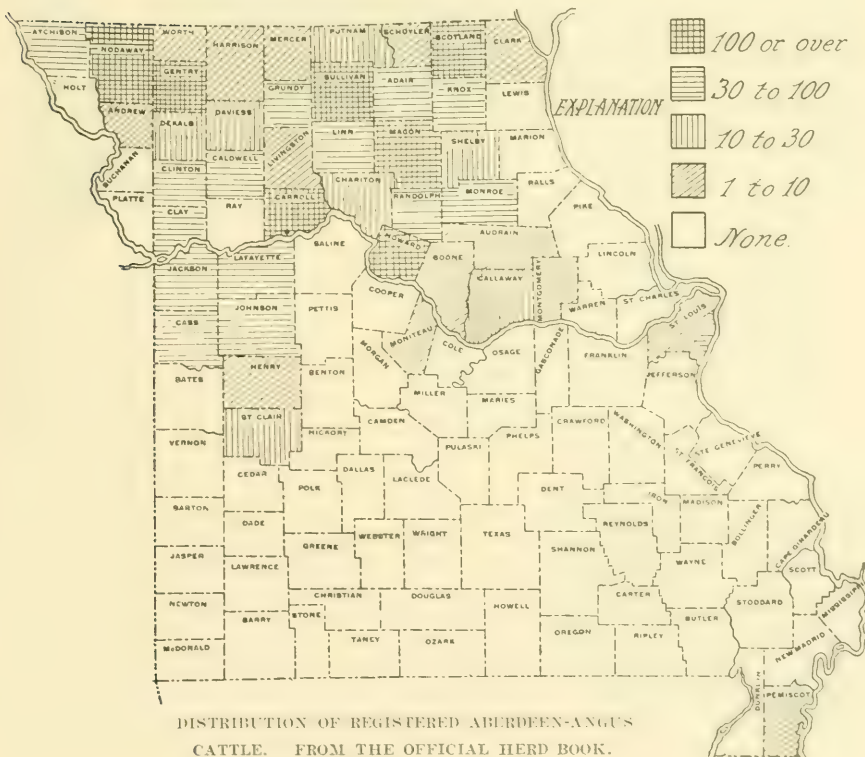 AYCHISON
NODAWAY
WORTH
HARRISON
MERCER
PUTNAM
SCHUYLER
SCOTLAND
CLARK
HOLT
GENTRY
SULLIVAN
ADAIR
GRUNDY
KNOX
LEWIS
ANDREW
DEKALB
DAVIESS
LIVINGSTON
LINN
MACON
SHELBY
MARION
BUCHANAN
CLINTON
CALDWELL
CHARITON
RANDOLPH
MONROE
RALLS
PIKE
PLATTE
CLAY
RAY
CARROLL
SALINE
HOWARD
BOONE
AUDRAIN
CALLAWAY
MONTGOMERY
LINCOLN
WARREN
ST CHARLES
ST. LOUIS
JACKSON
LAFAYETTE
JOHNSON
PETTIS
COOPER
MONITEAU
COLE
OSAGE
GASCONADE
FRANKLIN
JEFFERSON
CASS
BATES
HENRY
BENTON
MORGAN
MILLER
MARIES
ST CLAIR
HICKORY
CAMDEN
PULASKI
PHELPS
CRAWFORD
WASHINGTON
ST FRANCOIS
STE GENEVIEVE
PERRY
VERNON
CEDAR
POLK
DALLAS
LACLEDE
DENT
IRON
MADISON
BOLLINGER
CAPE GIRARDEAU
BARTON
DADE
GREENE
WEBSTER
WRIGHT
TEXAS
SHANNON
REYNOLDS
WAYNE
SCOTT
MISSISSIPPI
JASPER
LAWRENCE
CHRISTIAN
DOUGLAS
HOWELL
CARTER
BUTLER
STODDARD
NEW MADRID
NEWTON
BARRY
STONE
TANEY
OZARK
OREGON
RIPLEY
MCDONALD
DUNKLIN
PEMISCOT
EXPLANATION
100 or over
30 to 100
10 to 30
1 to 10
None.
DISTRIBUTION OF REGISTERED ABERDEEN-ANGUS
CATTLE. FROM THE OFFICIAL HERD BOOK.